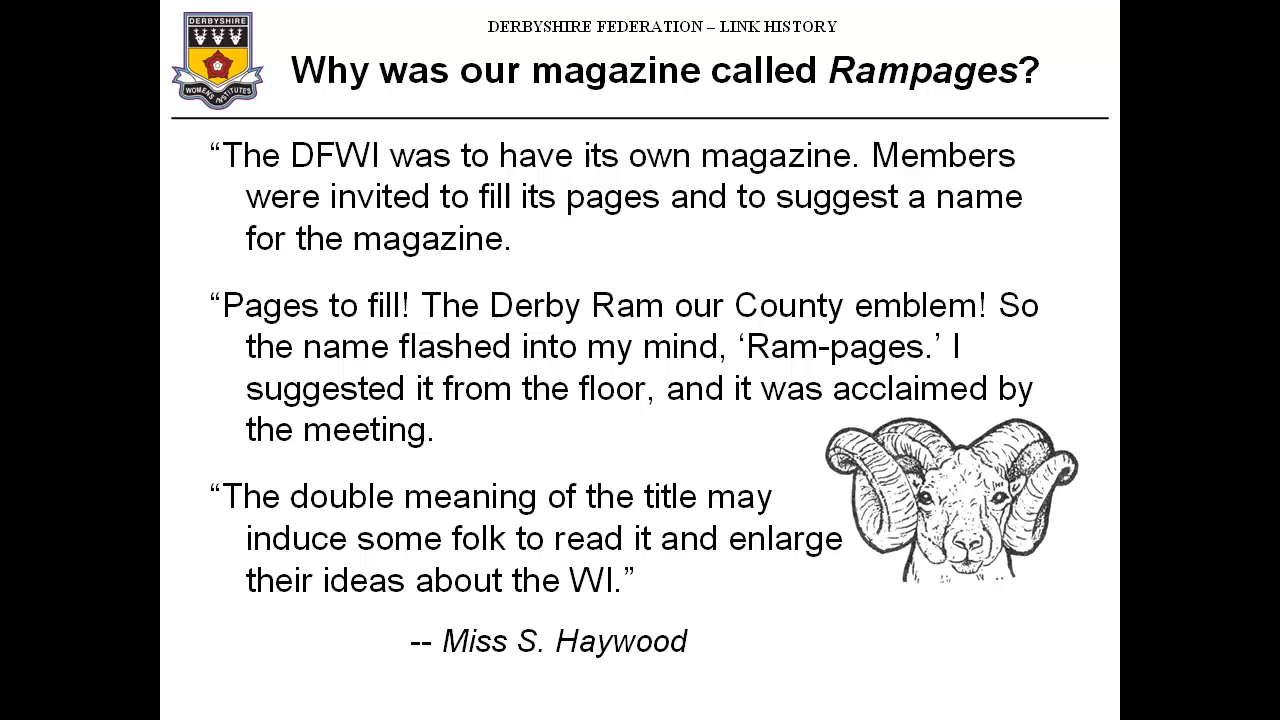 DERBYSHIRE
WOMENS INSTITUTES
DERBYSHIRE FEDERATION – LINK HISTORY
Why was our magazine called Rampages?
“The DFWI was to have its own magazine. Members
were invited to fill its pages and to suggest a name
for the magazine.
“Pages to fill! The Derby Ram our County emblem! So
the name flashed into my mind, ‘Ram-pages.’ I
suggested it from the floor, and it was acclaimed by
the meeting.
“The double meaning of the title may
induce some folk to read it and enlarge
their ideas about the WI.”
-- Miss S. Haywood